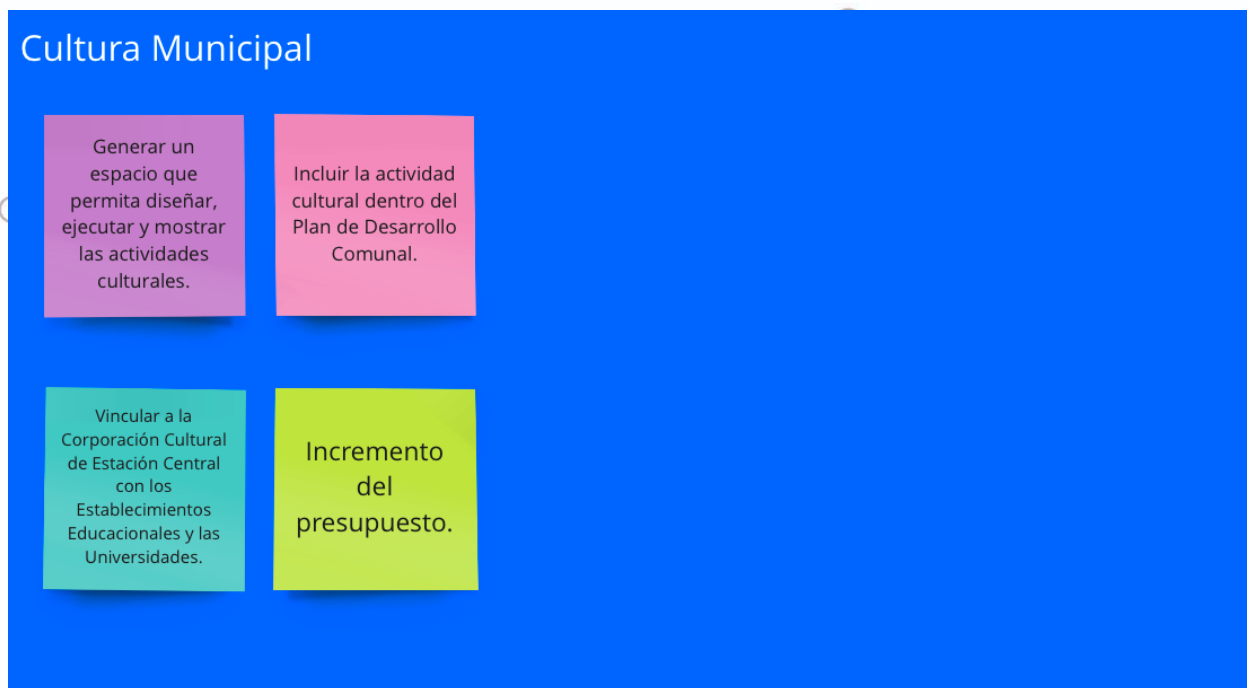 Cultura Municipal
Generar un
espacio que
permita diseñar,
ejecutar y mostrar
las actividades
culturales.
Incluir la actividad
cultural dentro del
Plan de Desarrollo
Comunal.
Vincular a la
Corporación Cultural
de Estación Central
con los
Establecimientos
Educacionales y las
Universidades.
Incremento
del
presupuesto.